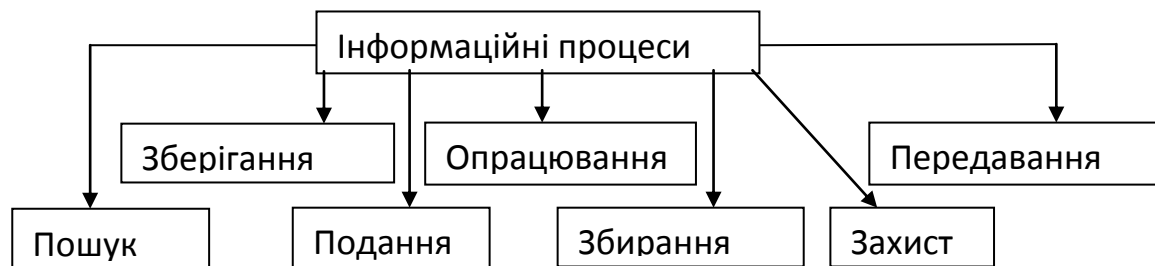 Інформаційні процеси
Зберігання
Опрацювання
Передавання
Пошук
Подання
Збирання
Захист